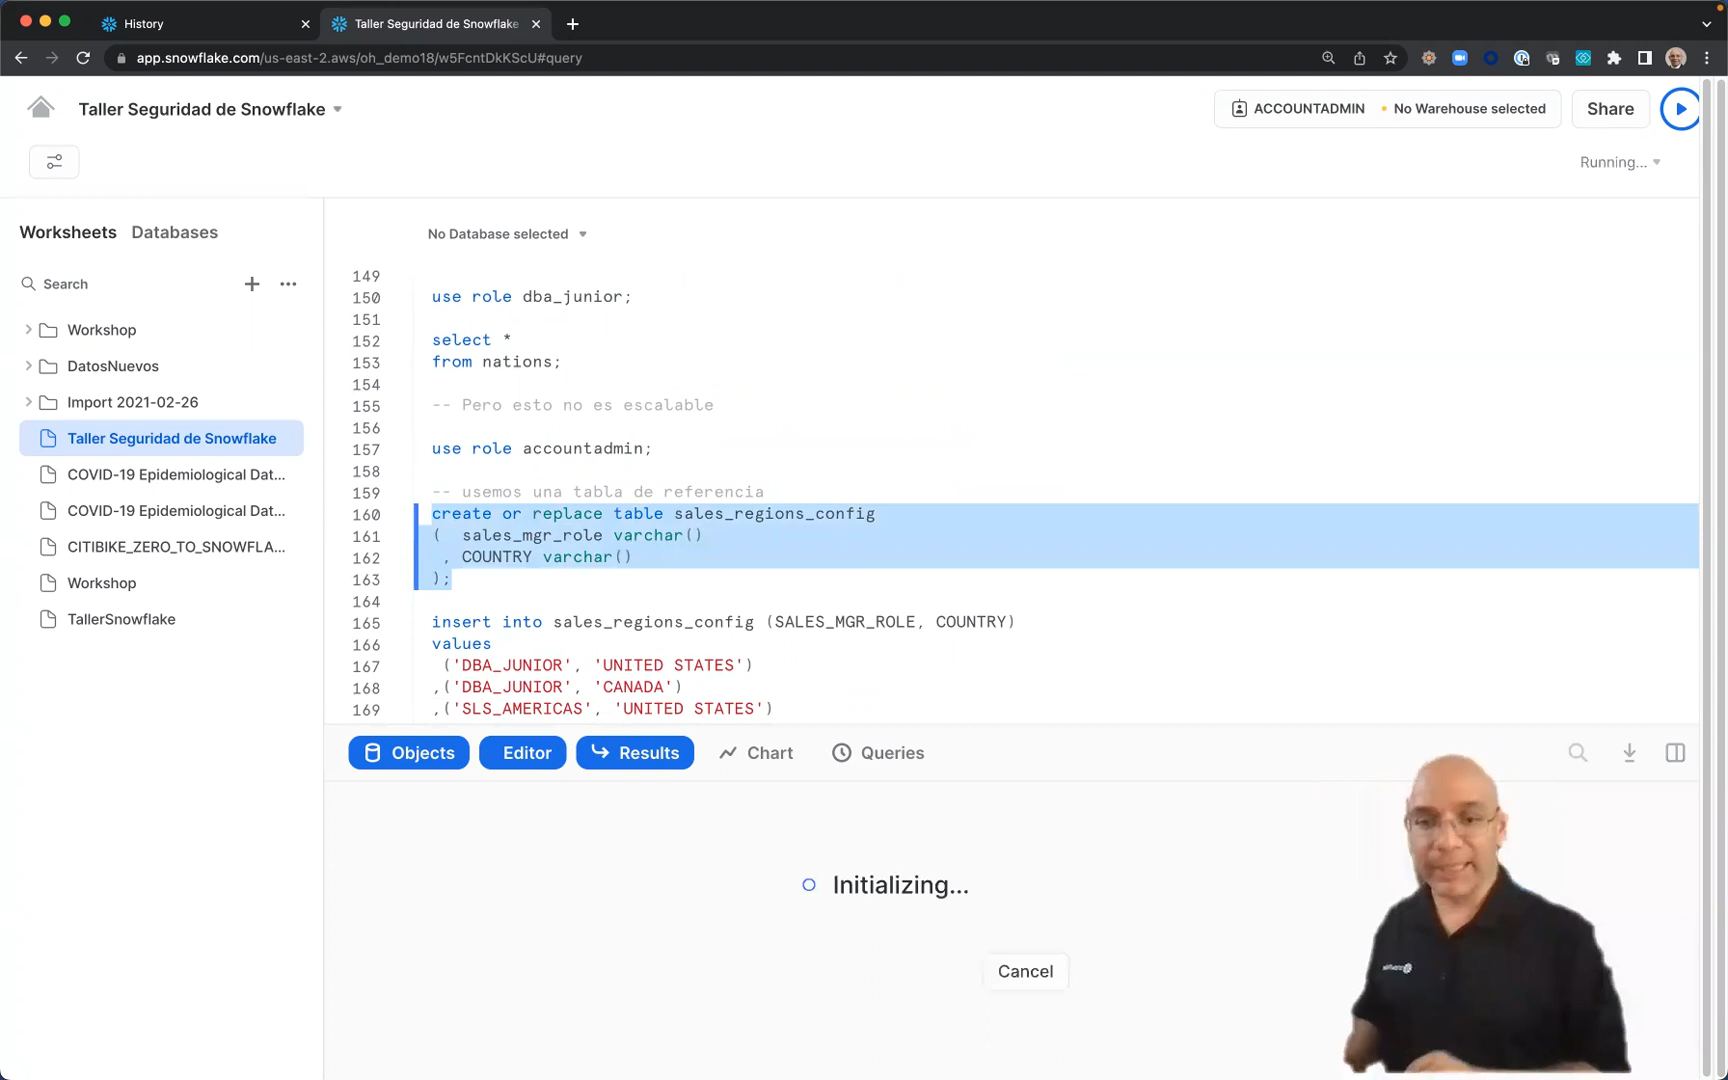 History
Taller Seguridad de Snowflake
app.snowflake.com/us-east-2.aws/oh_demo18/w5FcntDkKScU#query
Taller Seguridad de Snowflake
ACCOUNTADMIN
No Warehouse selected
Share
Running...
Worksheets
Databases
No Database selected
Search
Workshop
DatosNuevos
Import 2021-02-26
Taller Seguridad de Snowflake
COVID-19 Epidemiological Dat...
COVID-19 Epidemiological Dat...
CITIBIKE_ZERO_TO_SNOWFLA...
Workshop
TallerSnowflake
149
150 use role dba_junior;
151
152 select *
153 from nations;
154
155 -- Pero esto no es escalable
156
157 use role accountadmin;
158
159 -- usemos una tabla de referencia
160 create or replace table sales_regions_config
161 ( sales_mgr_role varchar()
162 , COUNTRY varchar()
163 );
164
165 insert into sales_regions_config (SALES_MGR_ROLE, COUNTRY)
166 values
167 ('DBA_JUNIOR', 'UNITED STATES')
168 ,('DBA_JUNIOR', 'CANADA')
169 ,('SLS_AMERICAS', 'UNITED STATES')
Objects
Editor
Results
Chart
Queries
Initializing...
Cancel